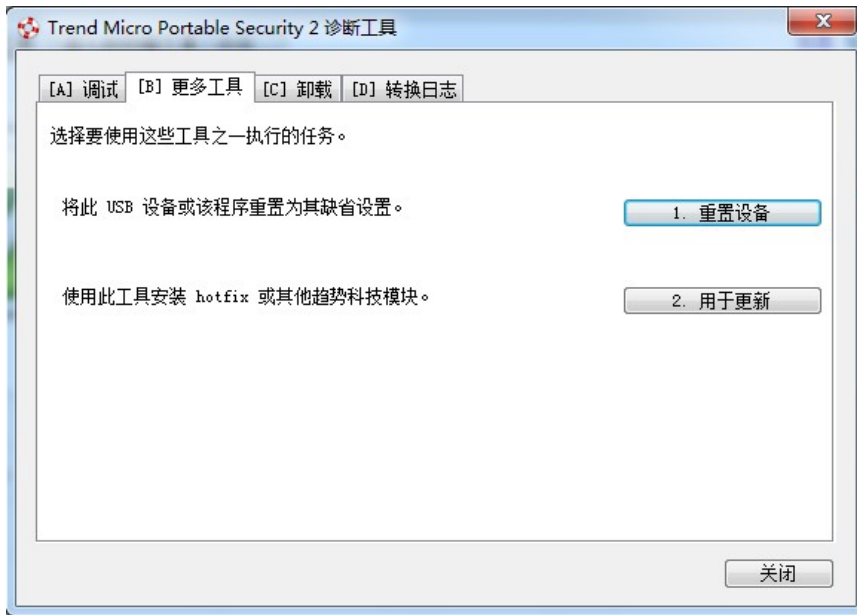 Trend Micro Portable Security 2 诊断工具
[A] 调试 [B] 更多工具 [C] 卸载 [D] 转换日志
选择要使用这些工具之一执行的任务。
将此 USB 设备或该程序重置为其缺省设置。 1. 重置设备
使用此工具安装 hotfix 或其他趋势科技模块。 2. 用于更新
关闭